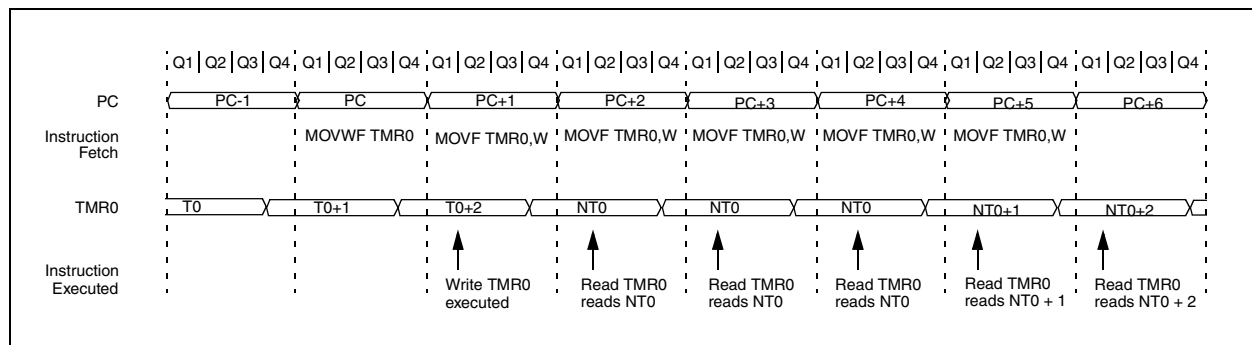 Q1 Q2 Q3 Q4 Q1 Q2 Q3 Q4 Q1 Q2 Q3 Q4 Q1 Q2 Q3 Q4 Q1 Q2 Q3 Q4 Q1 Q2 Q3 Q4 Q1 Q2 Q3 Q4 Q1 Q2 Q3 Q4
PC PC-1 PC PC+1 PC+2 PC+3 PC+4 PC+5 PC+6
Instruction
Fetch
MOVWF TMR0 MOVF TMR0,W MOVF TMR0,W MOVF TMR0,W MOVF TMR0,W MOVF TMR0,W
TMR0 T0 T0+1 T0+2 NT0 NT0 NT0 NT0+1 NT0+2
Instruction
Executed
Write TMR0
executed
Read TMR0
reads NT0
Read TMR0
reads NT0
Read TMR0
reads NT0
Read TMR0
reads NT0 + 1
Read TMR0
reads NT0 + 2